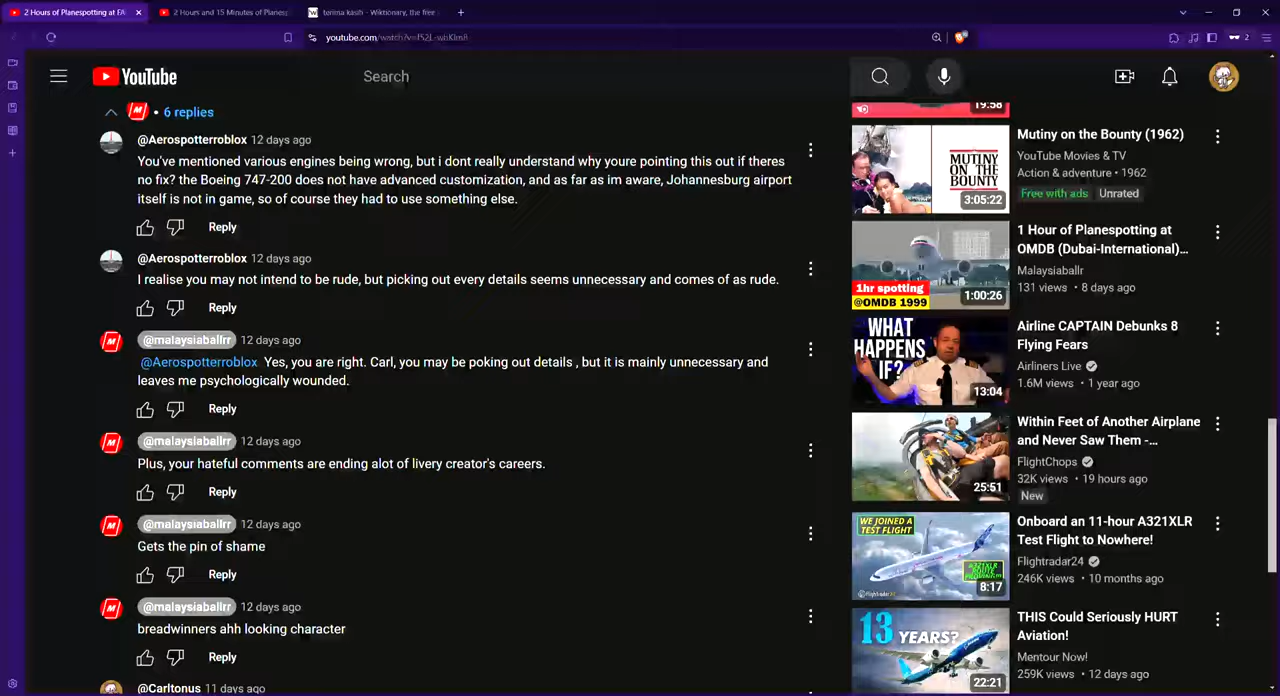 2 Hours of Planespotting at FA
2 Hours and 15 Minutes of Planesp
terima kasih - Wiktionary, the free
youtube.com/watch?v=
2
YouTube
Search
• 6 replies
@Aerospotterroblox 12 days ago
You've mentioned various engines being wrong, but i dont really understand why youre pointing this out if theres
no fix? the Boeing 747-200 does not have advanced customization, and as far as im aware, Johannesburg airport
itself is not in game, so of course they had to use something else.
Reply
@Aerospotterroblox 12 days ago
I realise you may not intend to be rude, but picking out every details seems unnecessary and comes of as rude.
Reply
@malaysiaballrr 12 days ago
@Aerospotterroblox Yes, you are right. Carl, you may be poking out details , but it is mainly unnecessary and
leaves me psychologically wounded.
Reply
@malaysiaballrr 12 days ago
Plus, your hateful comments are ending alot of livery creator's careers.
Reply
@malaysiaballrr 12 days ago
Gets the pin of shame
Reply
@malaysiaballrr 12 days ago
breadwinners ahh looking character
Reply
@Carltonus 11 days ago
19:58
MUTINY
ON THE
BOUNTY
3:05:22
Mutiny on the Bounty (1962)
YouTube Movies & TV
Action & adventure • 1962
Free with ads Unrated
1hr spotting
@OMDB 1999
1:00:26
1 Hour of Planespotting at
OMDB (Dubai-International)…
Malaysiaballr
131 views • 8 days ago
WHAT
HAPPENS
IF?
13:04
Airline CAPTAIN Debunks 8
Flying Fears
Airliners Live
1.6M views • 1 year ago
25:51
Within Feet of Another Airplane
and Never Saw Them -…
FlightChops
32K views • 19 hours ago
New
WE JOINED A
TEST FLIGHT
A321XLR
ROUTE
PROVING
flightradar24
8:17
Onboard an 11-hour A321XLR
Test Flight to Nowhere!
Flightradar24
246K views • 10 months ago
13 YEARS?
22:21
THIS Could Seriously HURT
Aviation!
Mentour Now!
259K views • 12 days ago